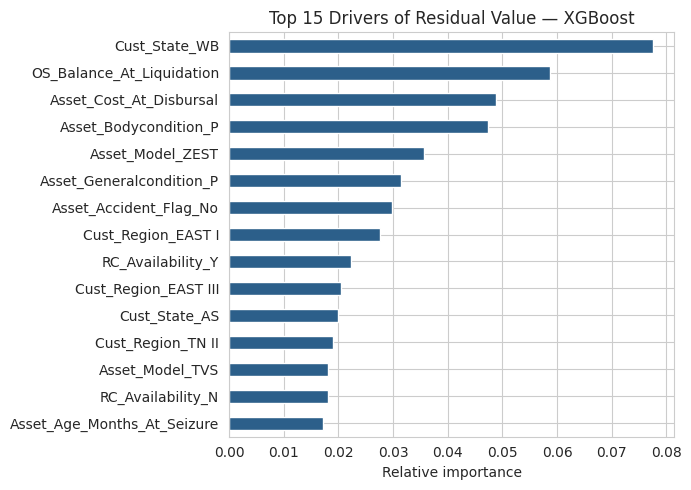 Top 15 Drivers of Residual Value — XGBoost
Cust_State_WB
OS_Balance_At_Liquidation
Asset_Cost_At_Disbursal
Asset_Bodycondition_P
Asset_Model_ZEST
Asset_Generalcondition_P
Asset_Accident_Flag_No
Cust_Region_EAST I
RC_Availability_Y
Cust_Region_EAST III
Cust_State_AS
Cust_Region_TN II
Asset_Model_TVS
RC_Availability_N
Asset_Age_Months_At_Seizure
0.00 0.01 0.02 0.03 0.04 0.05 0.06 0.07 0.08
Relative importance